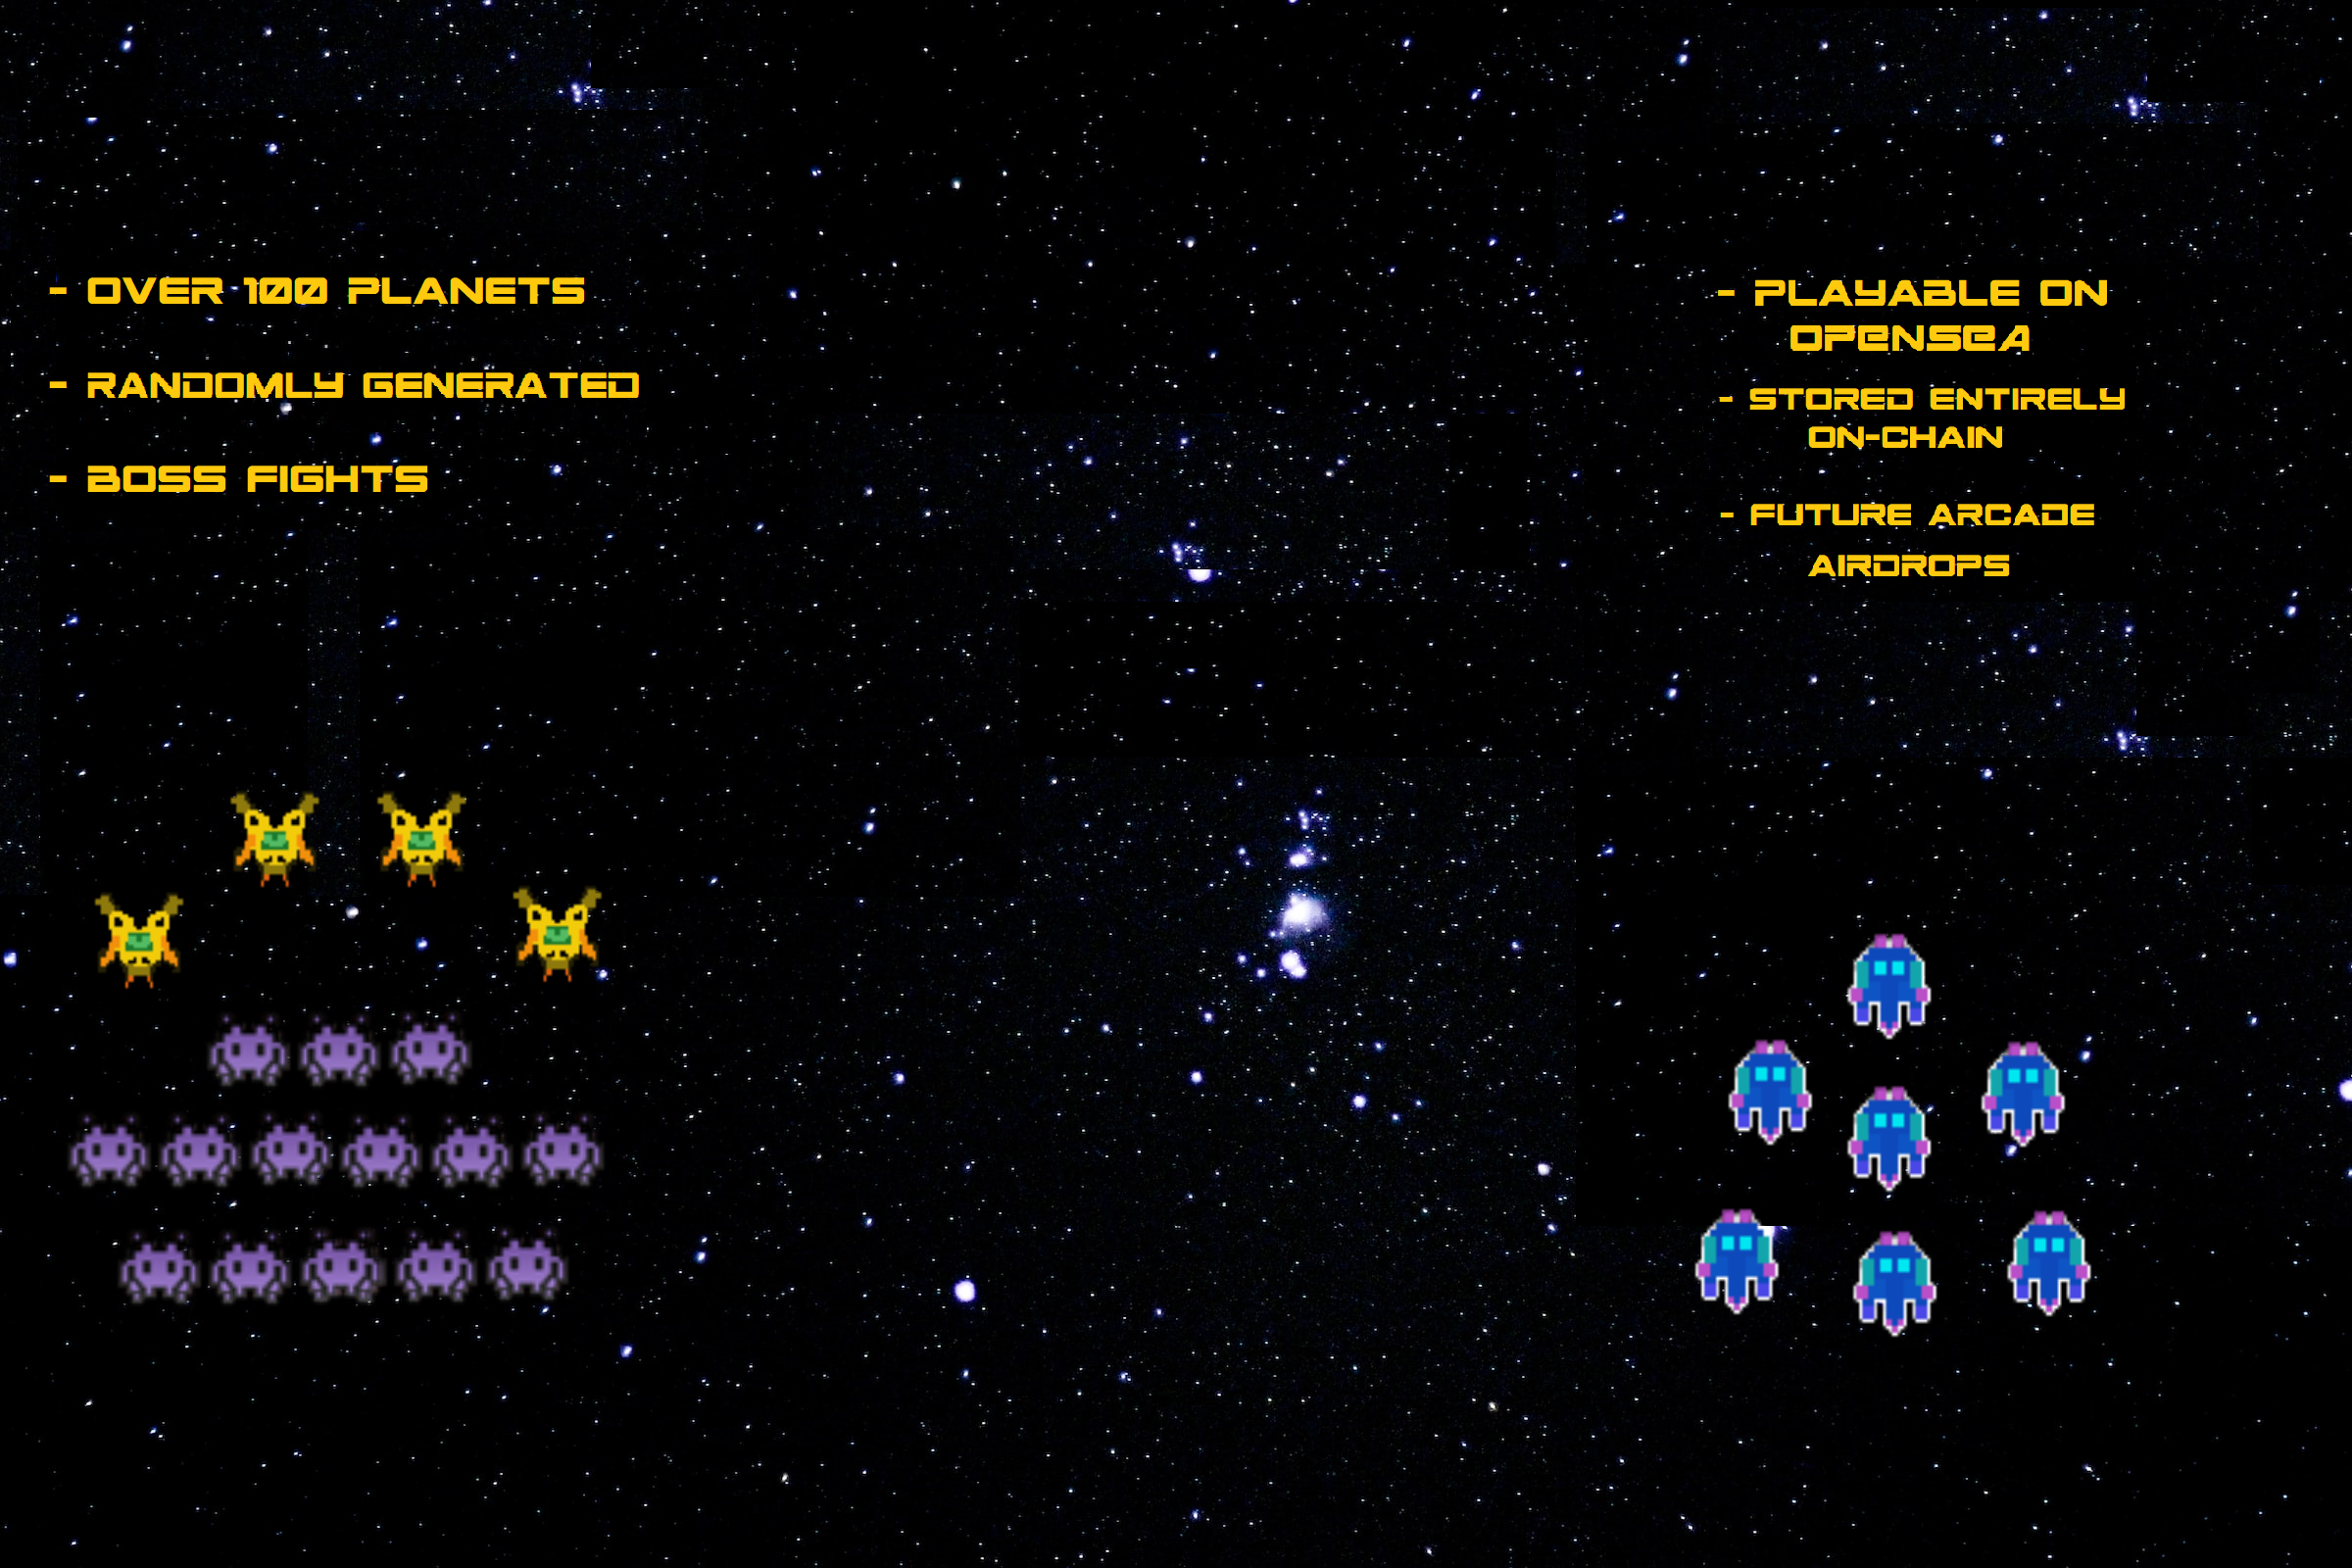 - OVER 100 PLANETS
- RANDOMLY GENERATED
- BOSS FIGHTS
- PLAYABLE ON
OPENSEA
- STORED ENTIRELY
ON-CHAIN
- FUTURE ARCADE
AIRDROPS